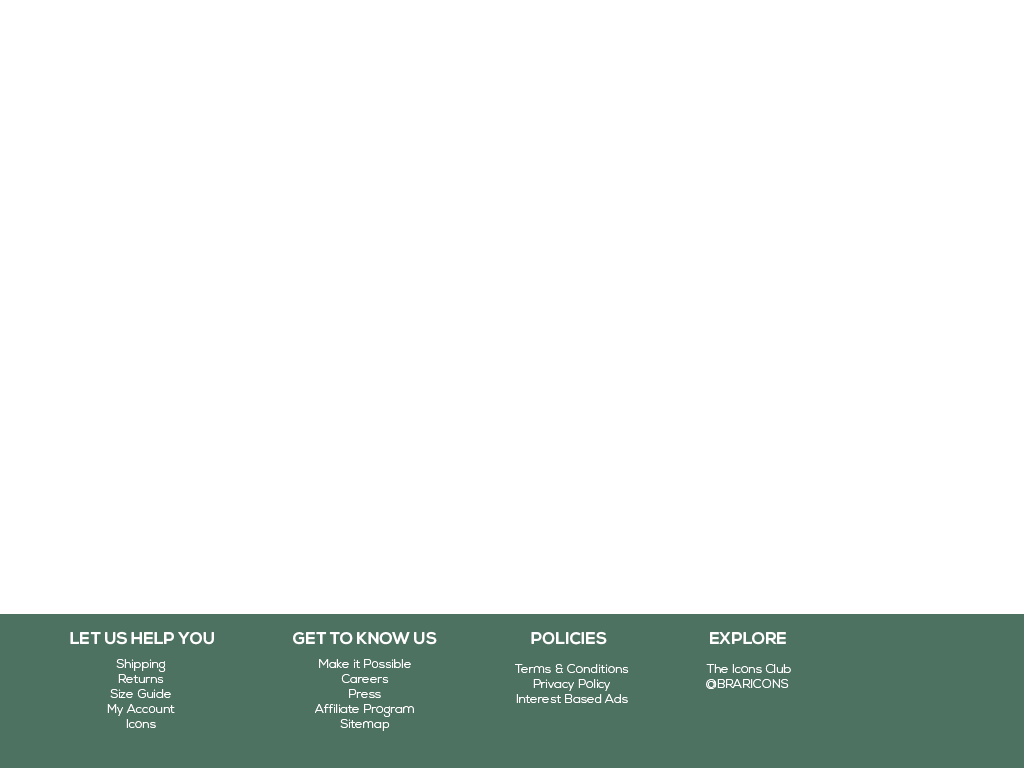 LET US HELP YOU
Shipping
Returns
Size Guide
My Account
Icons
GET TO KNOW US
Make it Possible
Careers
Press
Affiliate Program
Sitemap
POLICIES
Terms & Conditions
Privacy Policy
Interest Based Ads
EXPLORE
The Icons Club
@BRARICONS